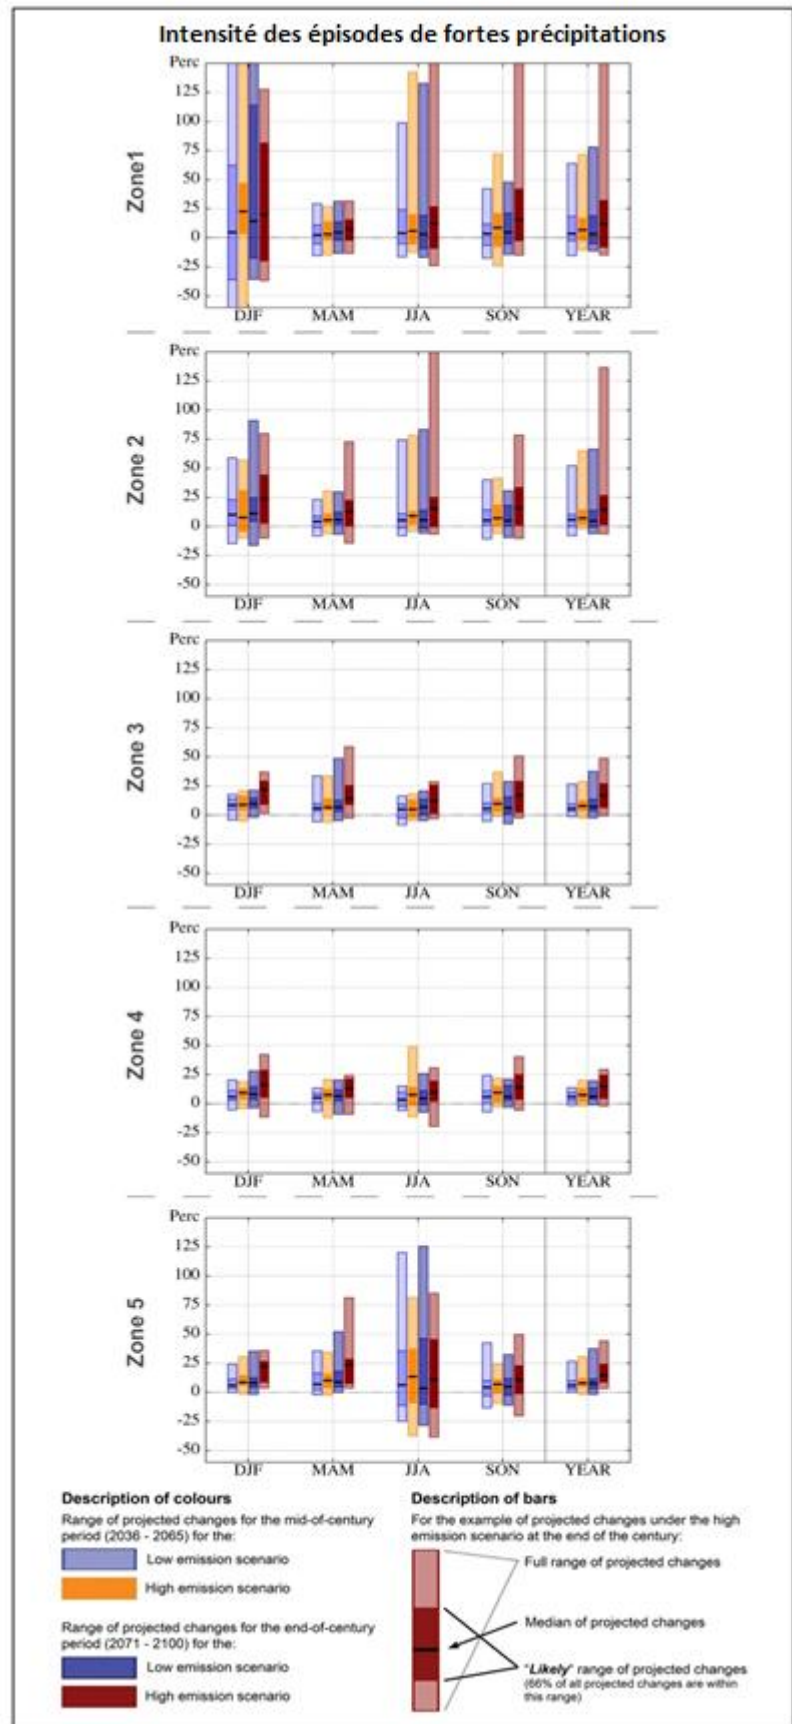 Intensité des épisodes de fortes précipitations
Perc
125
100
75
50
25
0
-25
-50
Zone1
DJF MAM JJA SON YEAR
Perc
125
100
75
50
25
0
-25
-50
Zone 2
DJF MAM JJA SON YEAR
Perc
125
100
75
50
25
0
-25
-50
Zone 3
DJF MAM JJA SON YEAR
Perc
125
100
75
50
25
0
-25
-50
Zone 4
DJF MAM JJA SON YEAR
Perc
125
100
75
50
25
0
-25
-50
Zone 5
DJF MAM JJA SON YEAR
Description of colours
Range of projected changes for the mid-of-century
period (2036 - 2065) for the:
Low emission scenario
High emission scenario
Range of projected changes for the end-of-century
period (2071 - 2100) for the:
Low emission scenario
High emission scenario
Description of bars
For the example of projected changes under the high
emission scenario at the end of the century:
Full range of projected changes
Median of projected changes
"Likely" range of projected changes
(66% of all projected changes are within
this range)